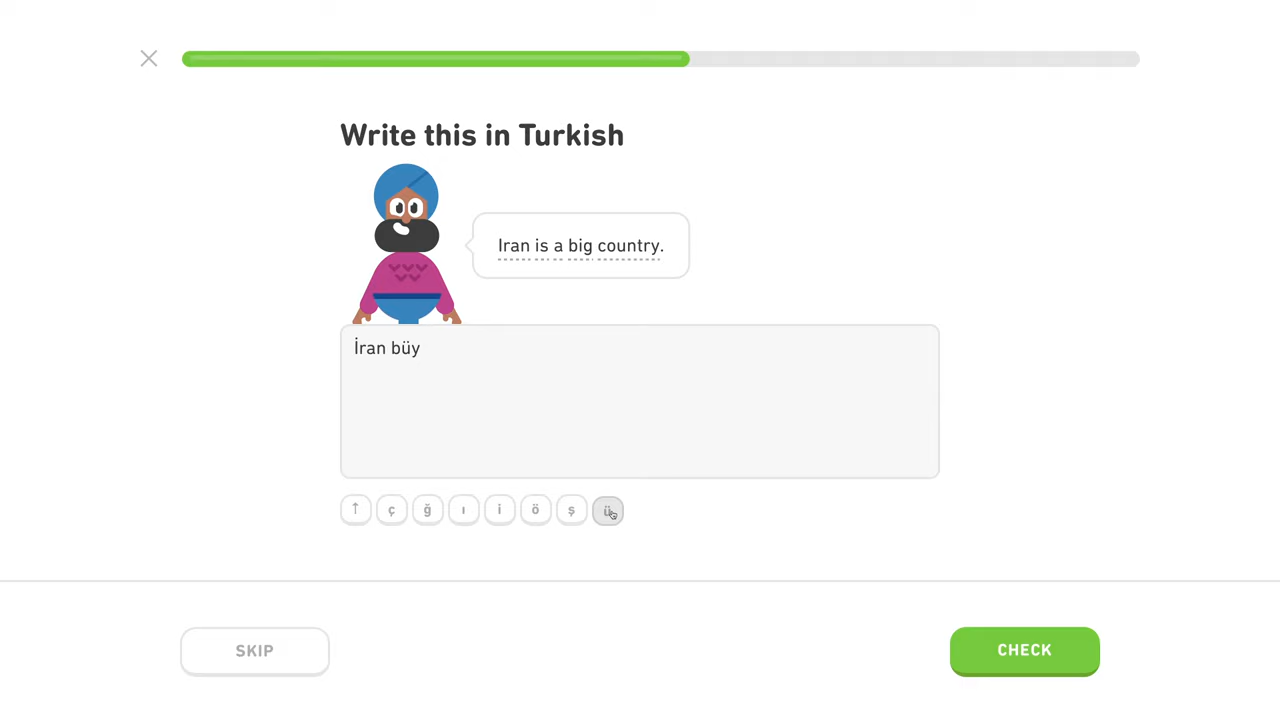 Write this in Turkish
Iran is a big country.
İran büy
↑ ç ğ ı i ö ş ü
SKIP
CHECK